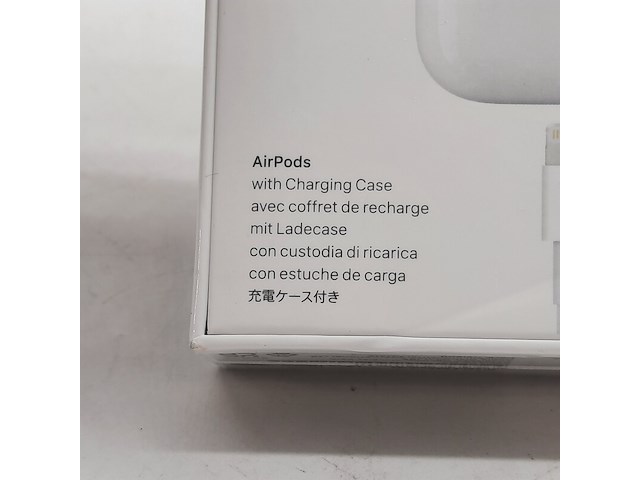 AirPods
with Charging Case
avec coffret de recharge
mit Ladecase
con custodia di ricarica
con estuche de carga
充電ケース付き